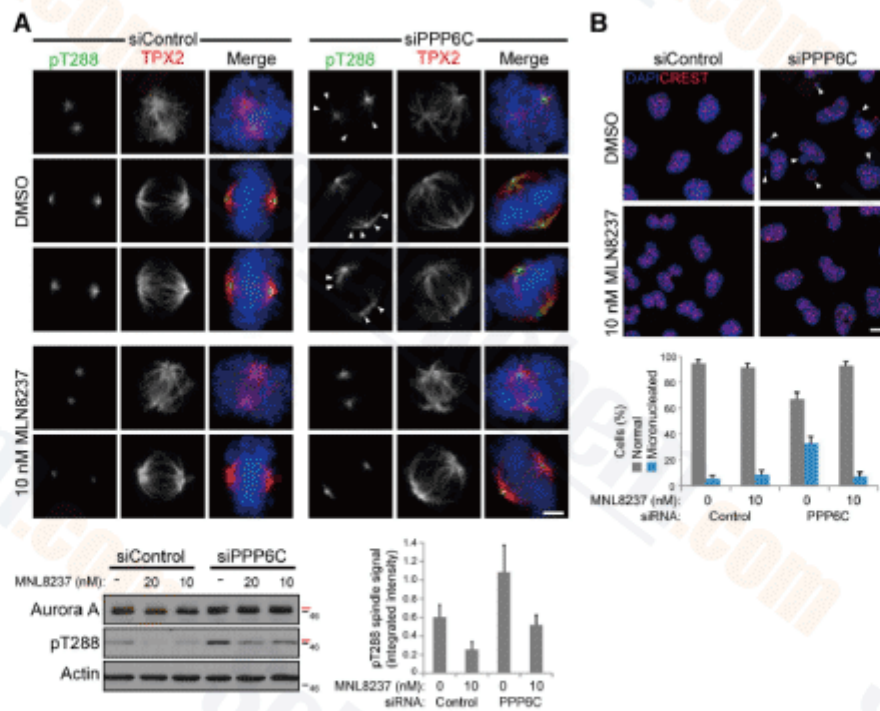 A
siControl
siPPP6C
pT288 TPX2 Merge
pT288 TPX2 Merge
DMSO
10 nM MLN8237
siControl
siPPP6C
MNL8237 (nM): - 20 10 - 20 10
Aurora A
46
pT288
46
Actin
46
pT288 spindle signal
(integrated intensity)
1.4
1.2
1.0
0.8
0.6
0.4
0.2
0
MNL8237 (nM): 0 10 0 10
siRNA: Control PPP6C
B
siControl
siPPP6C
DAPI/CREST
DMSO
10 nM MLN8237
Cells (%)
Normal
Micronucleated
100
80
60
40
20
0
MNL8237 (nM): 0 10 0 10
siRNA: Control PPP6C